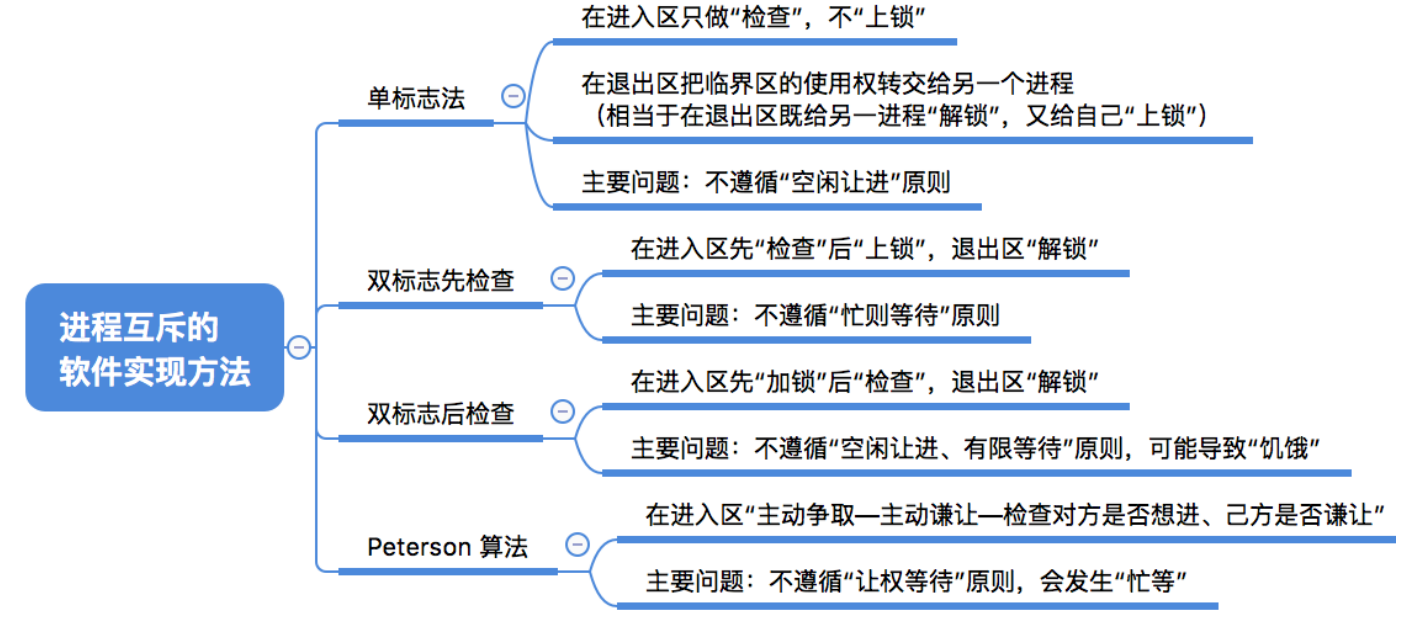 进程互斥的
软件实现方法
单标志法
在进入区只做“检查”，不“上锁”
在退出区把临界区的使用权转交给另一个进程
（相当于在退出区既给另一进程“解锁”，又给自己“上锁”）
主要问题：不遵循“空闲让进”原则
双标志先检查
在进入区先“检查”后“上锁”，退出区“解锁”
主要问题：不遵循“忙则等待”原则
双标志后检查
在进入区先“加锁”后“检查”，退出区“解锁”
主要问题：不遵循“空闲让进、有限等待”原则，可能导致“饥饿”
Peterson 算法
在进入区“主动争取—主动谦让—检查对方是否想进、己方是否谦让”
主要问题：不遵循“让权等待”原则，会发生“忙等”